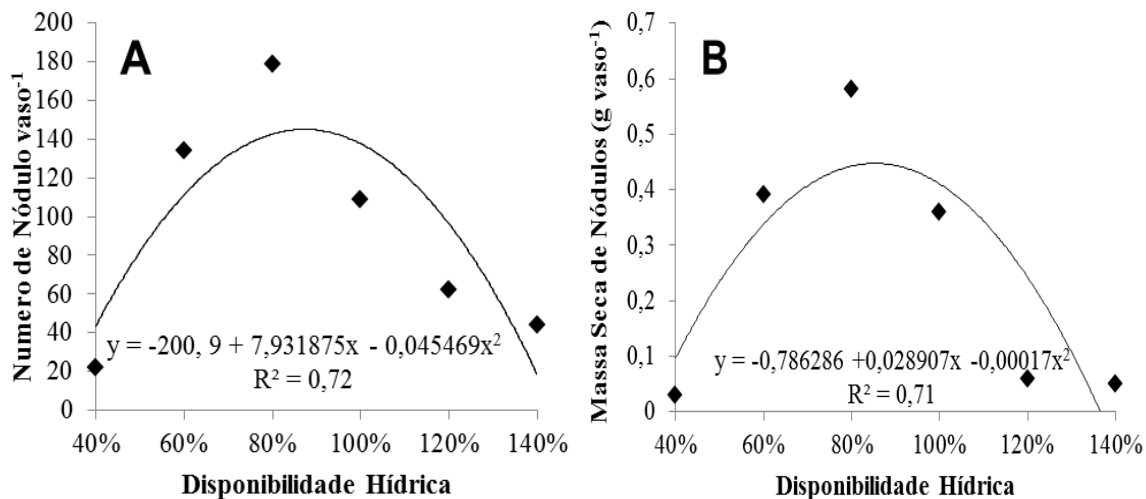 A
Numero de Nódulo vaso⁻¹
200
180
160
140
120
100
80
60
40
20
0
y = -200, 9 + 7,931875x - 0,045469x²
R² = 0,72
40% 60% 80% 100% 120% 140%
Disponibilidade Hídrica
B
Massa Seca de Nódulos (g vaso⁻¹)
0,7
0,6
0,5
0,4
0,3
0,2
0,1
0
y = -0,786286 +0,028907x -0,00017x²
R² = 0,71
40% 60% 80% 100% 120% 140%
Disponibilidade Hídrica